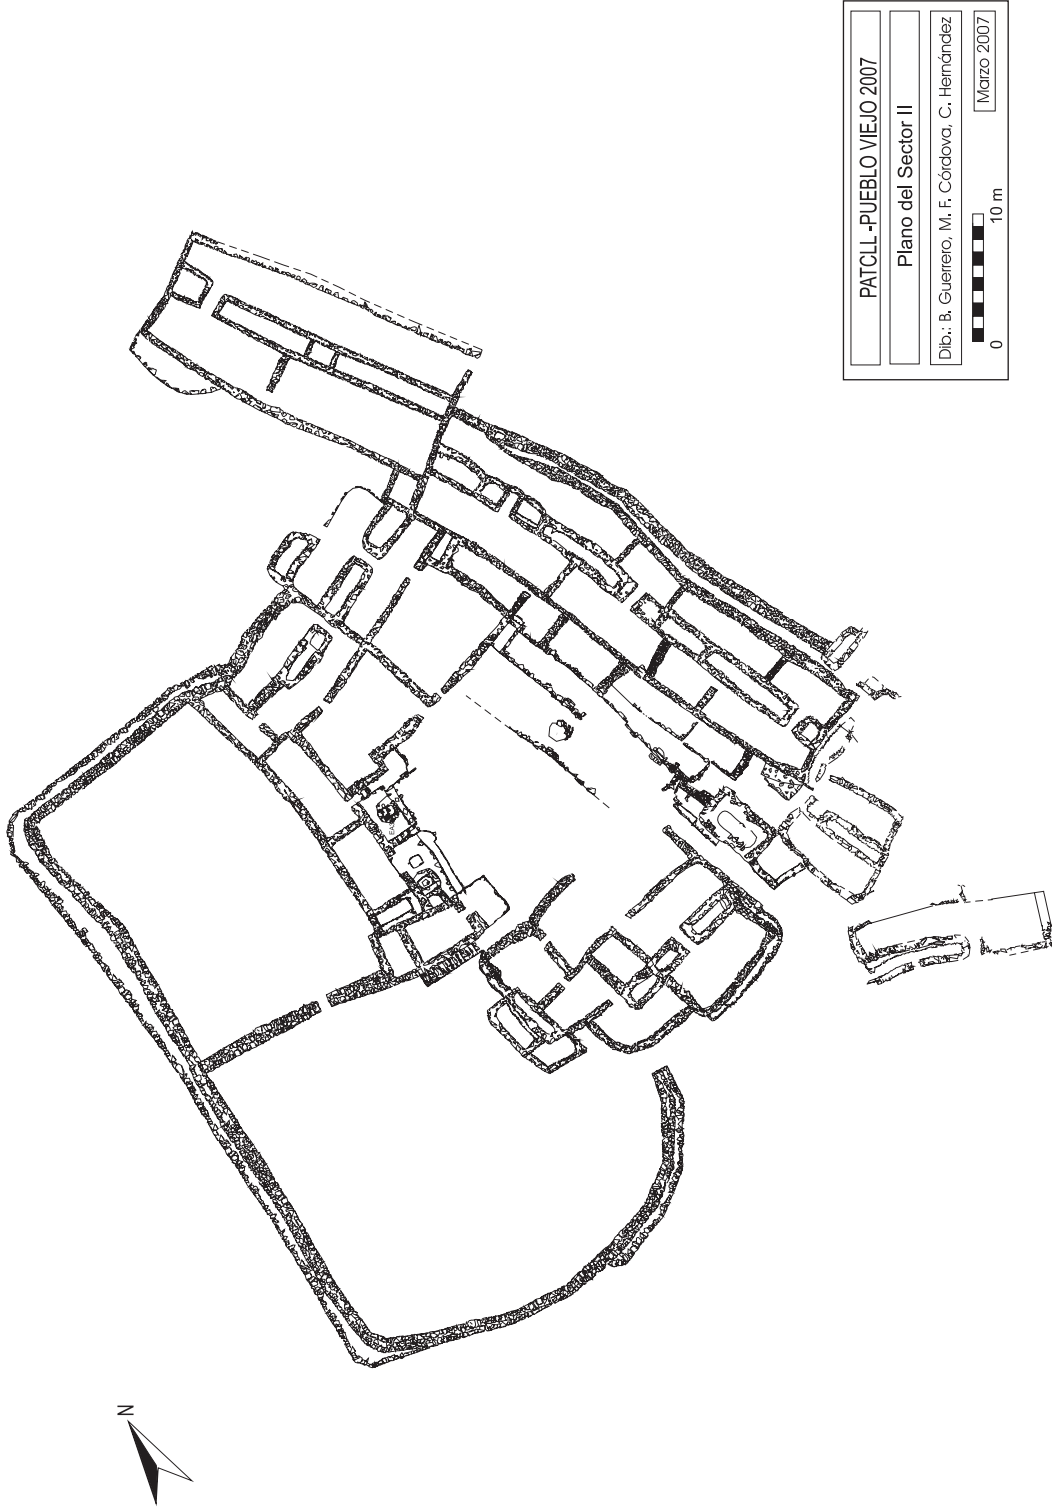 PATCLL -PUEBLO VIEJO 2007
Plano del Sector II
Dib.: B. Guerrero, M. F. Córdova, C. Hernández
0 10 m
Marzo 2007
N